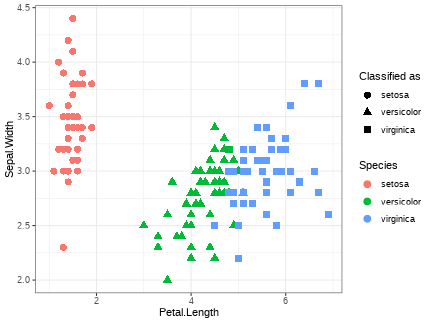 4.5
4.0
3.5
3.0
2.5
2.0
Sepal.Width
2
4
6
Petal.Length
Classified as
setosa
versicolor
virginica
Species
setosa
versicolor
virginica